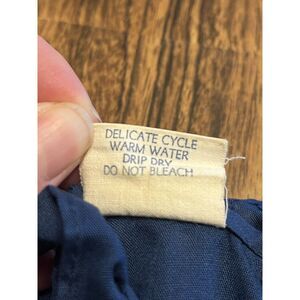 DELICATE CYCLE
WARM WATER
DRIP DRY
DO NOT BLEACH